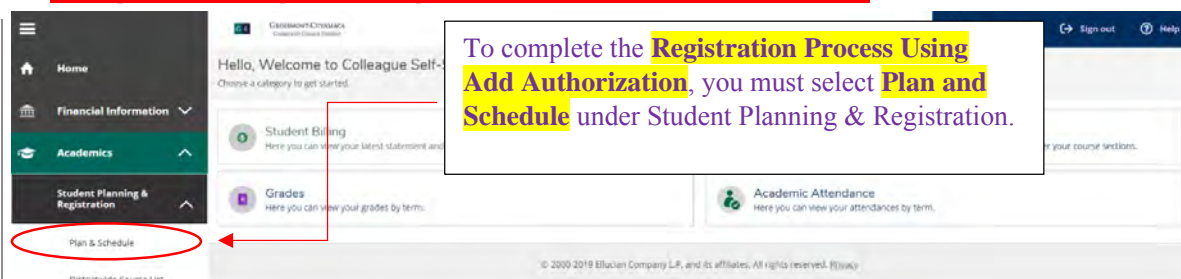 GROSSMONT-CUYAMACA
Sign out
Help
Home
Financial Information
Academics
Student Planning &
Registration
Plan & Schedule
Hello, Welcome to Colleague Self-
Choose a category to get started.
To complete the Registration Process Using
Add Authorization, you must select Plan and
Schedule under Student Planning & Registration.
Student Billing
Here you can view your latest statement and
r your course sections.
Grades
Here you can view your grades by term.
Academic Attendance
Here you can view your attendances by term.
© 2000-2019 Ellucian Company L.P. and its affiliates. All rights reserved. Privacy